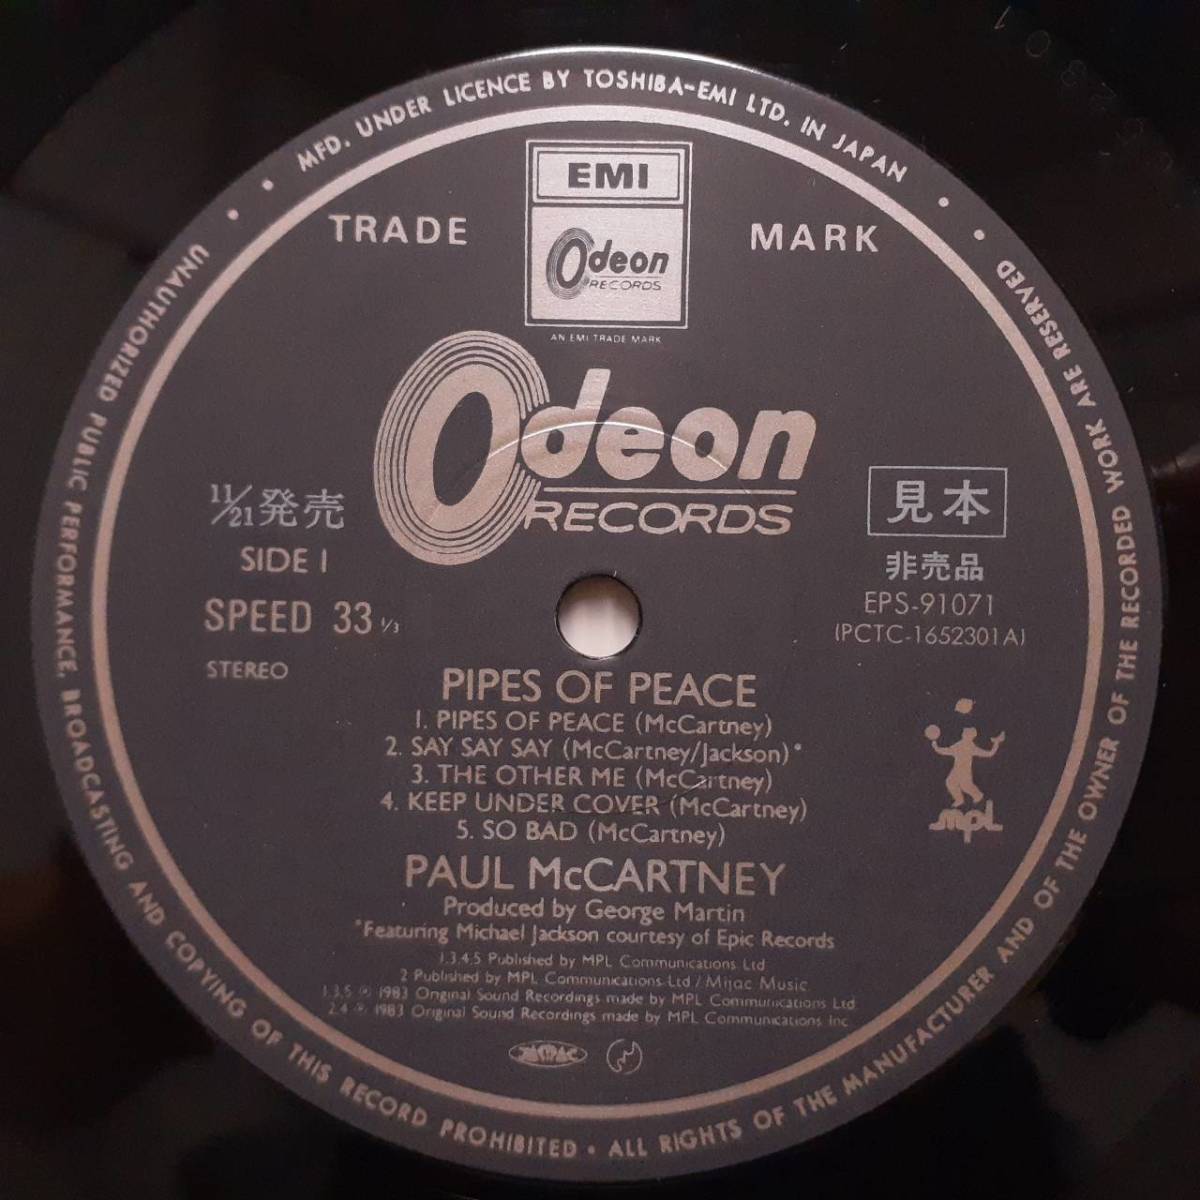 MFD. UNDER LICENCE BY TOSHIBA-EMI LTD. IN JAPAN
UNAUTHORIZED PUBLIC PERFORMANCE, BROADCASTING AND COPYING OF THIS RECORD PROHIBITED • ALL RIGHTS OF THE MANUFACTURER AND OF THE OWNER OF THE RECORDED WORK ARE RESERVED
TRADE MARK
EMI
Odeon
RECORDS
AN EMI TRADE MARK
Odeon
RECORDS
11/21発売
SIDE 1
SPEED 33 1/3
STEREO
見本
非売品
EPS-91071
(PCTC-1652301A)
PIPES OF PEACE
1. PIPES OF PEACE (McCartney)
2. SAY SAY SAY (McCartney/Jackson)*
3. THE OTHER ME (McCartney)
4. KEEP UNDER COVER (McCartney)
5. SO BAD (McCartney)
mpl
PAUL McCARTNEY
Produced by George Martin
*Featuring Michael Jackson courtesy of Epic Records
1.3.4.5 Published by MPL Communications Ltd
2 Published by MPL Communications Ltd / Mijac Music
1.3.5 ℗ 1983 Original Sound Recordings made by MPL Communications Ltd
2.4 ℗ 1983 Original Sound Recordings made by MPL Communications Inc